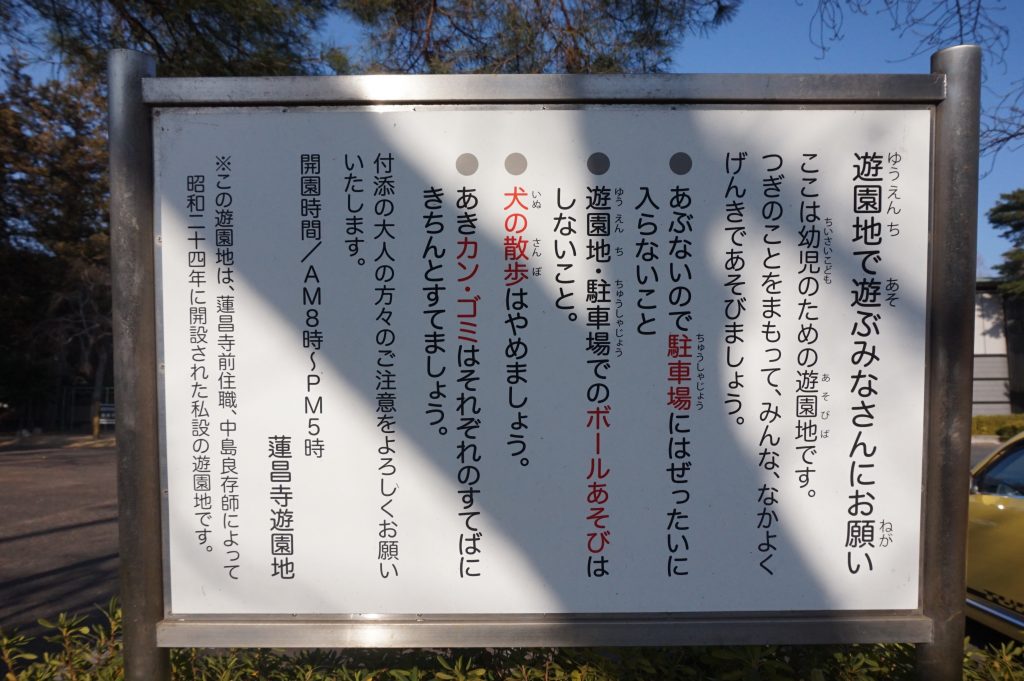 遊園地で遊ぶみなさんにお願い
ここは幼児のための遊園地です。
つぎのことをまもって、みんな、なかよく
げんきであそびましょう。
●あぶないので駐車場にはぜったいに
入らないこと
●遊園地・駐車場でのボールあそびは
しないこと。
●犬の散歩はやめましょう。
●あきカン・ゴミはそれぞれのすてばに
きちんとすてましょう。
付添の大人の方々のご注意をよろしくお願い
いたします。
開園時間／AM8時〜PM5時
蓮昌寺遊園地
※この遊園地は、蓮昌寺前住職、中島良存師によって
昭和二十四年に開設された私設の遊園地です。